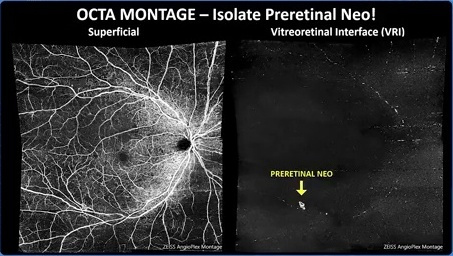 OCTA MONTAGE – Isolate Preretinal Neo!
Superficial
Vitreoretinal Interface (VRI)
PRERETINAL NEO
ZEISS AngioPlex Montage
ZEISS AngioPlex Montage